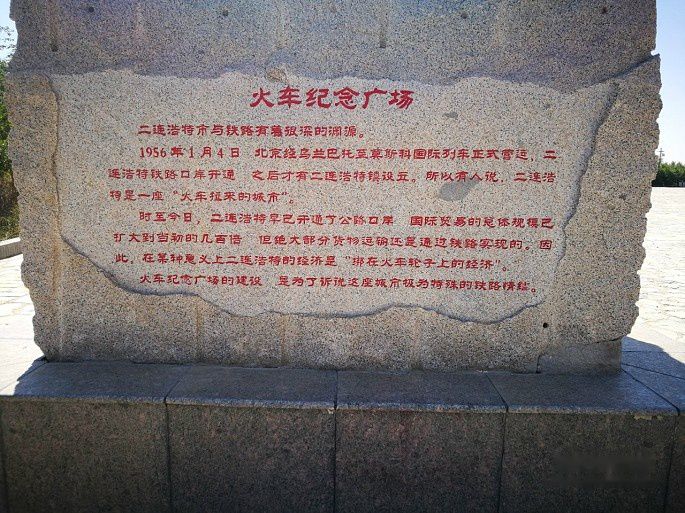 火车纪念广场
二连浩特市与铁路有着很深的渊源。
1956年1月4日 北京经乌兰巴托至莫斯科国际列车正式营运，二
连浩特铁路口岸开通 之后才有二连浩特镇设立。所以有人说，二连浩
特是一座“火车拉来的城市”。
时至今日，二连浩特早已开通了公路口岸 国际贸易的总体规模已
扩大到当初的几百倍 但绝大部分货物运输还是通过铁路实现的。因
此，在某种意义上二连浩特的经济是“绑在火车轮子上的经济”。
火车纪念广场的建设 是为了诉说这座城市极为特殊的铁路情结。